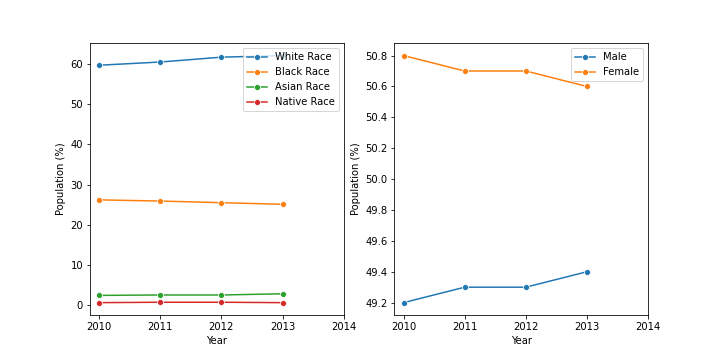 White Race
Black Race
Asian Race
Native Race
60
50
40
30
20
10
0
Population (%)
2010 2011 2012 2013 2014
Year
Male
Female
50.8
50.6
50.4
50.2
50.0
49.8
49.6
49.4
49.2
Population (%)
2010 2011 2012 2013 2014
Year